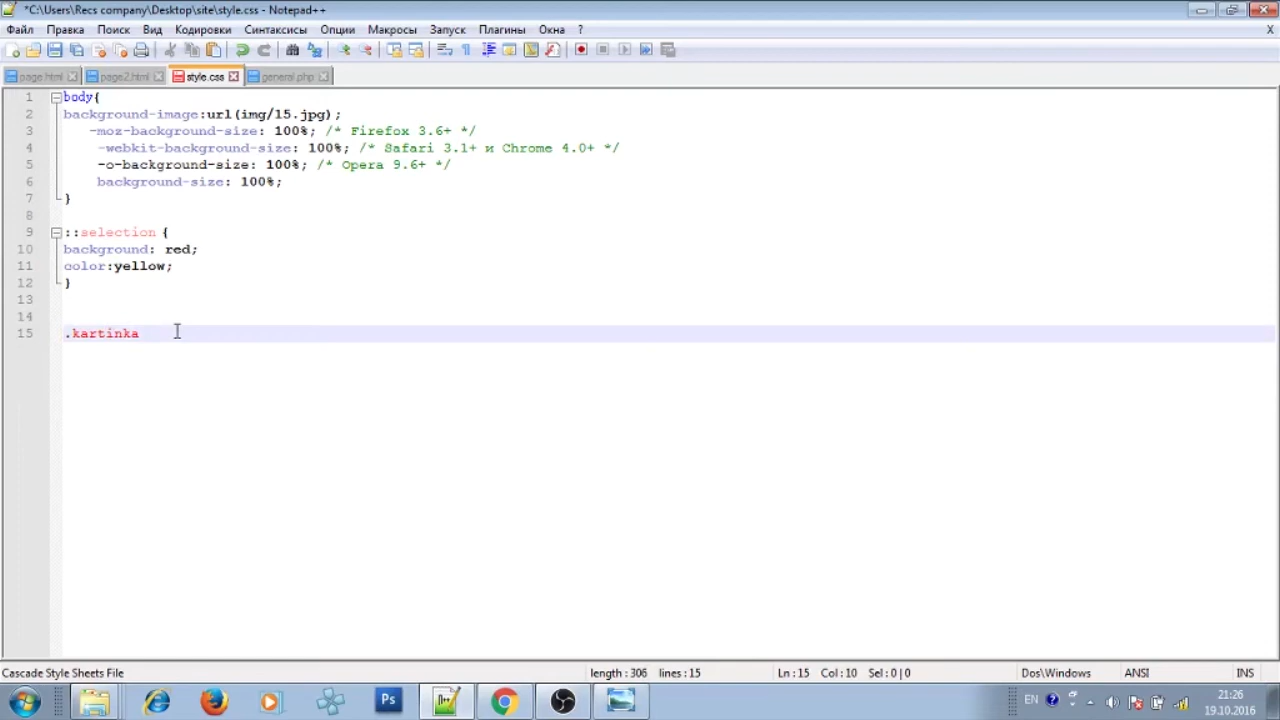 *C:\Users\Recs company\Desktop\site\style.css - Notepad++
Файл Правка Поиск Вид Кодировки Синтаксисы Опции Макросы Запуск Плагины Окна ? X
page.html page2.html style.css general.php
1 body{
2 background-image:url(img/15.jpg);
3 -moz-background-size: 100%; /* Firefox 3.6+ */
4 -webkit-background-size: 100%; /* Safari 3.1+ и Chrome 4.0+ */
5 -o-background-size: 100%; /* Opera 9.6+ */
6 background-size: 100%;
7 }
8
9 ::selection {
10 background: red;
11 color:yellow;
12 }
13
14
15 .kartinka
Cascade Style Sheets File length : 306 lines : 15 Ln : 15 Col : 10 Sel : 0 | 0 Dos\Windows ANSI INS
Ps EN 21:26
19.10.2016